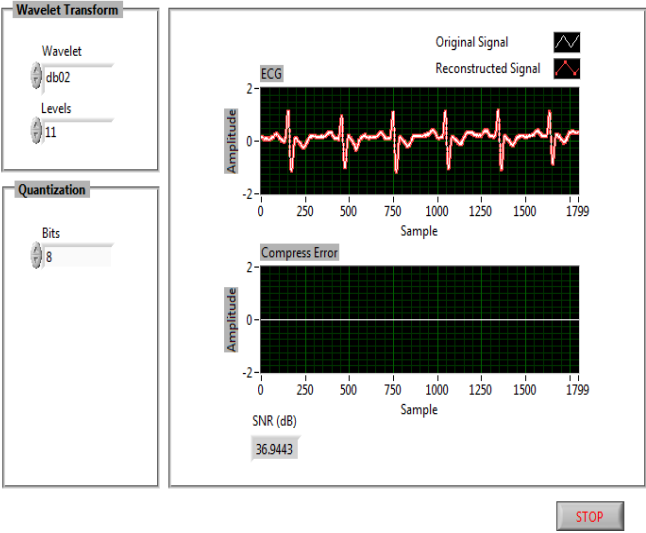 Wavelet Transform
Wavelet
db02
Levels
11
Quantization
Bits
8
Original Signal
Reconstructed Signal
ECG
Amplitude
2
0
-2
0 250 500 750 1000 1250 1500 1799
Sample
Compress Error
Amplitude
2
0
-2
0 250 500 750 1000 1250 1500 1799
Sample
SNR (dB)
36.9443
STOP